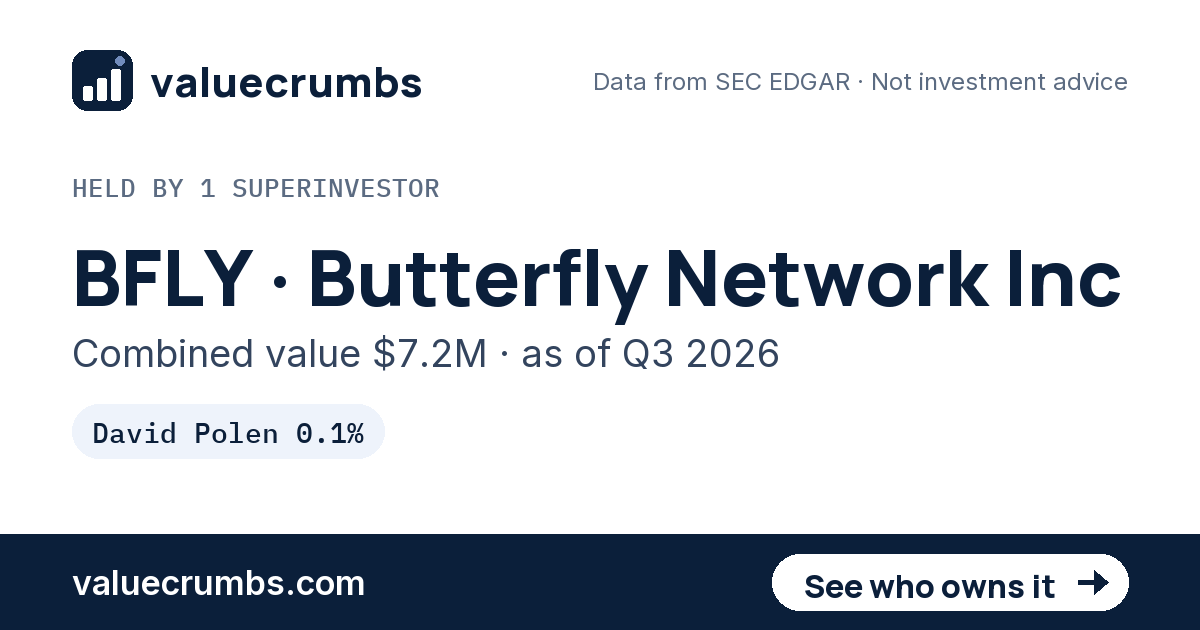 valuecrumbs
Data from SEC EDGAR · Not investment advice
HELD BY 1 SUPERINVESTOR
BFLY · Butterfly Network Inc
Combined value $7.2M · as of Q3 2026
David Polen 0.1%
valuecrumbs.com
See who owns it →